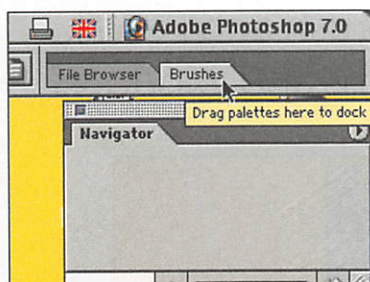 Adobe Photoshop 7.0
File Browser
Brushes
Drag palettes here to dock
Navigator